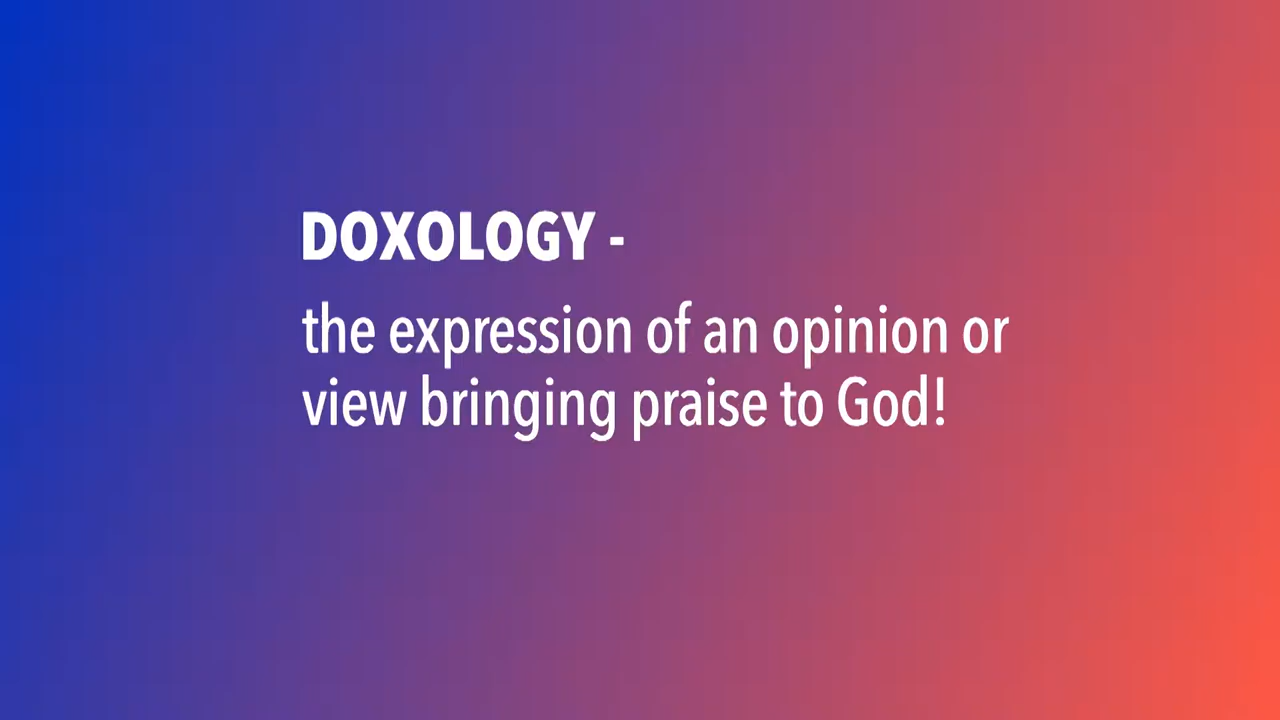 DOXOLOGY -
the expression of an opinion or
view bringing praise to God!